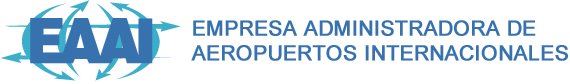 EAAI
EMPRESA ADMINISTRADORA DE
AEROPUERTOS INTERNACIONALES